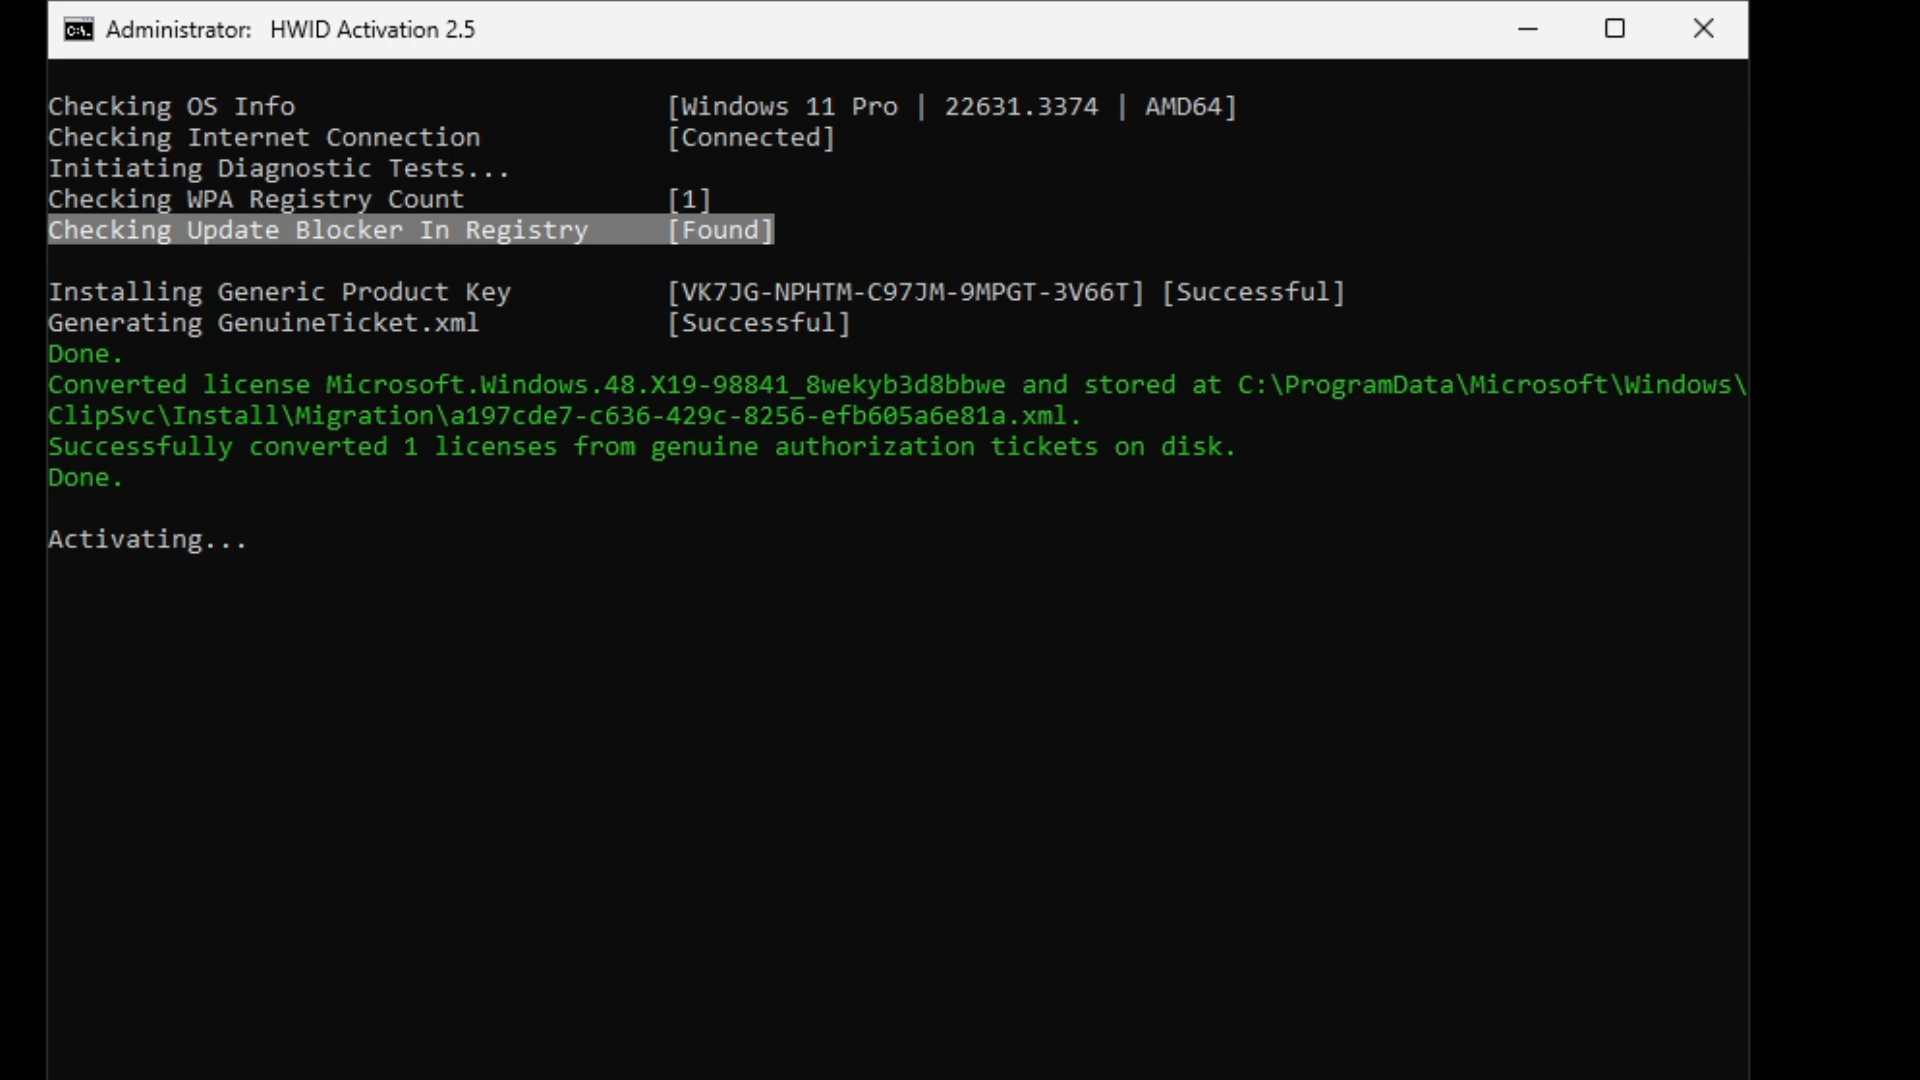 Administrator:  HWID Activation 2.5
Checking OS Info [Windows 11 Pro | 22631.3374 | AMD64]
Checking Internet Connection [Connected]
Initiating Diagnostic Tests...
Checking WPA Registry Count [1]
Checking Update Blocker In Registry [Found]
Installing Generic Product Key [VK7JG-NPHTM-C97JM-9MPGT-3V66T] [Successful]
Generating GenuineTicket.xml [Successful]
Done.
Converted license Microsoft.Windows.48.X19-98841_8wekyb3d8bbwe and stored at C:\ProgramData\Microsoft\Windows\
ClipSvc\Install\Migration\a197cde7-c636-429c-8256-efb605a6e81a.xml.
Successfully converted 1 licenses from genuine authorization tickets on disk.
Done.
Activating...